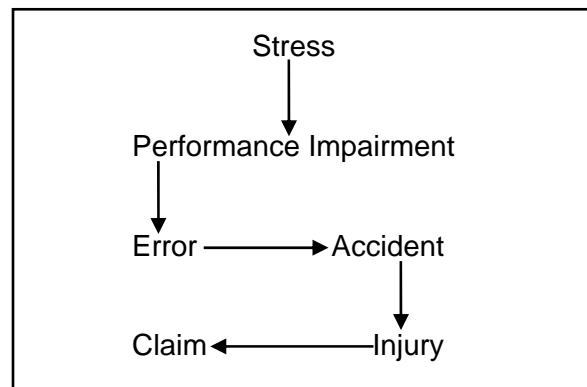 Stress
Performance Impairment
Error Accident
Claim Injury